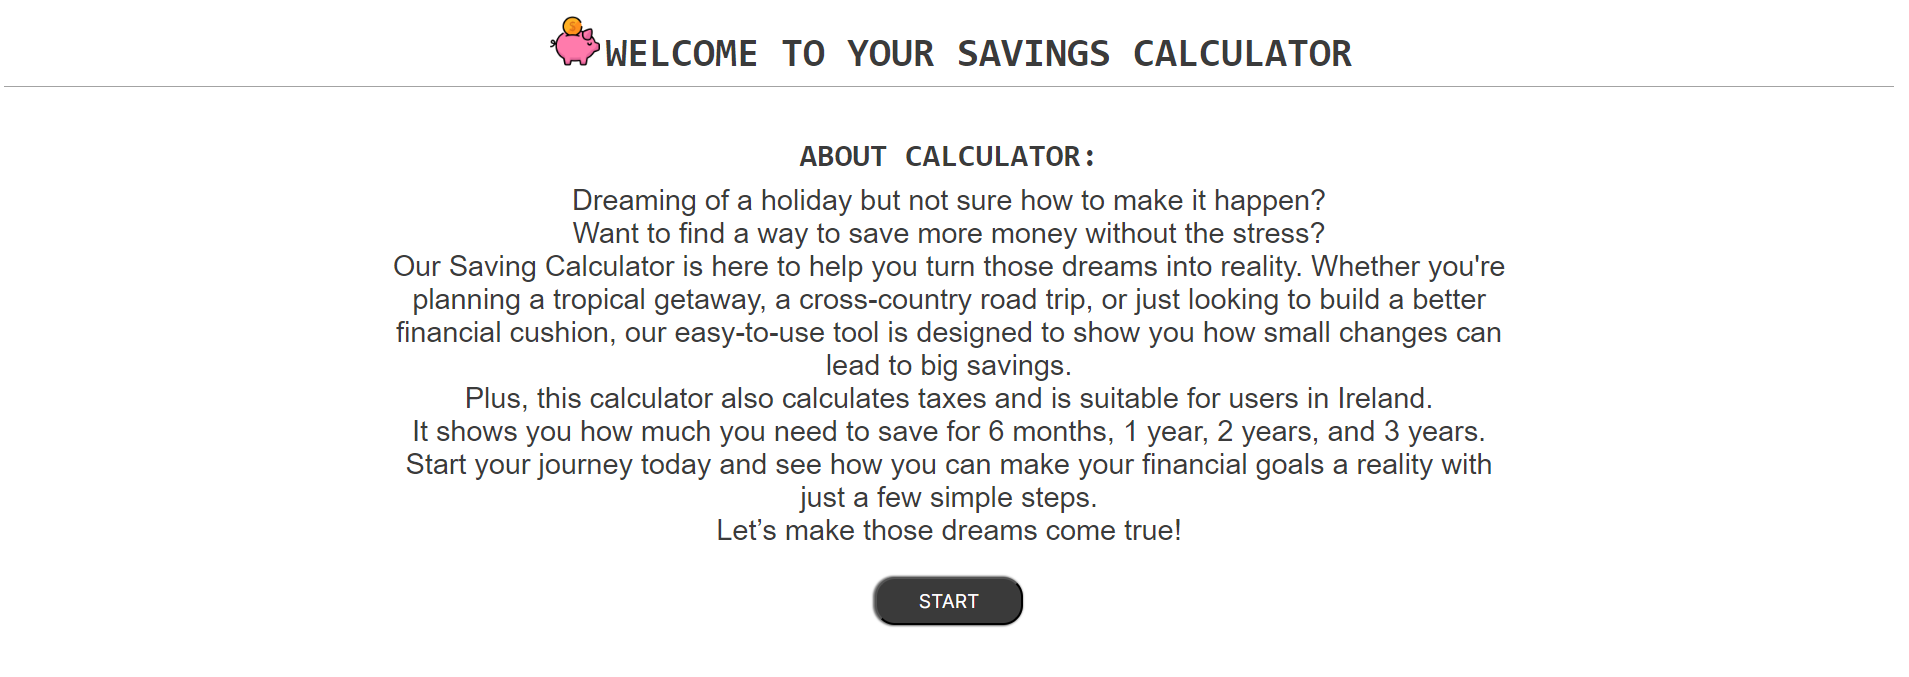 WELCOME TO YOUR SAVINGS CALCULATOR
ABOUT CALCULATOR:
Dreaming of a holiday but not sure how to make it happen?
Want to find a way to save more money without the stress?
Our Saving Calculator is here to help you turn those dreams into reality. Whether you're
planning a tropical getaway, a cross-country road trip, or just looking to build a better
financial cushion, our easy-to-use tool is designed to show you how small changes can
lead to big savings.
Plus, this calculator also calculates taxes and is suitable for users in Ireland.
It shows you how much you need to save for 6 months, 1 year, 2 years, and 3 years.
Start your journey today and see how you can make your financial goals a reality with
just a few simple steps.
Let’s make those dreams come true!
START